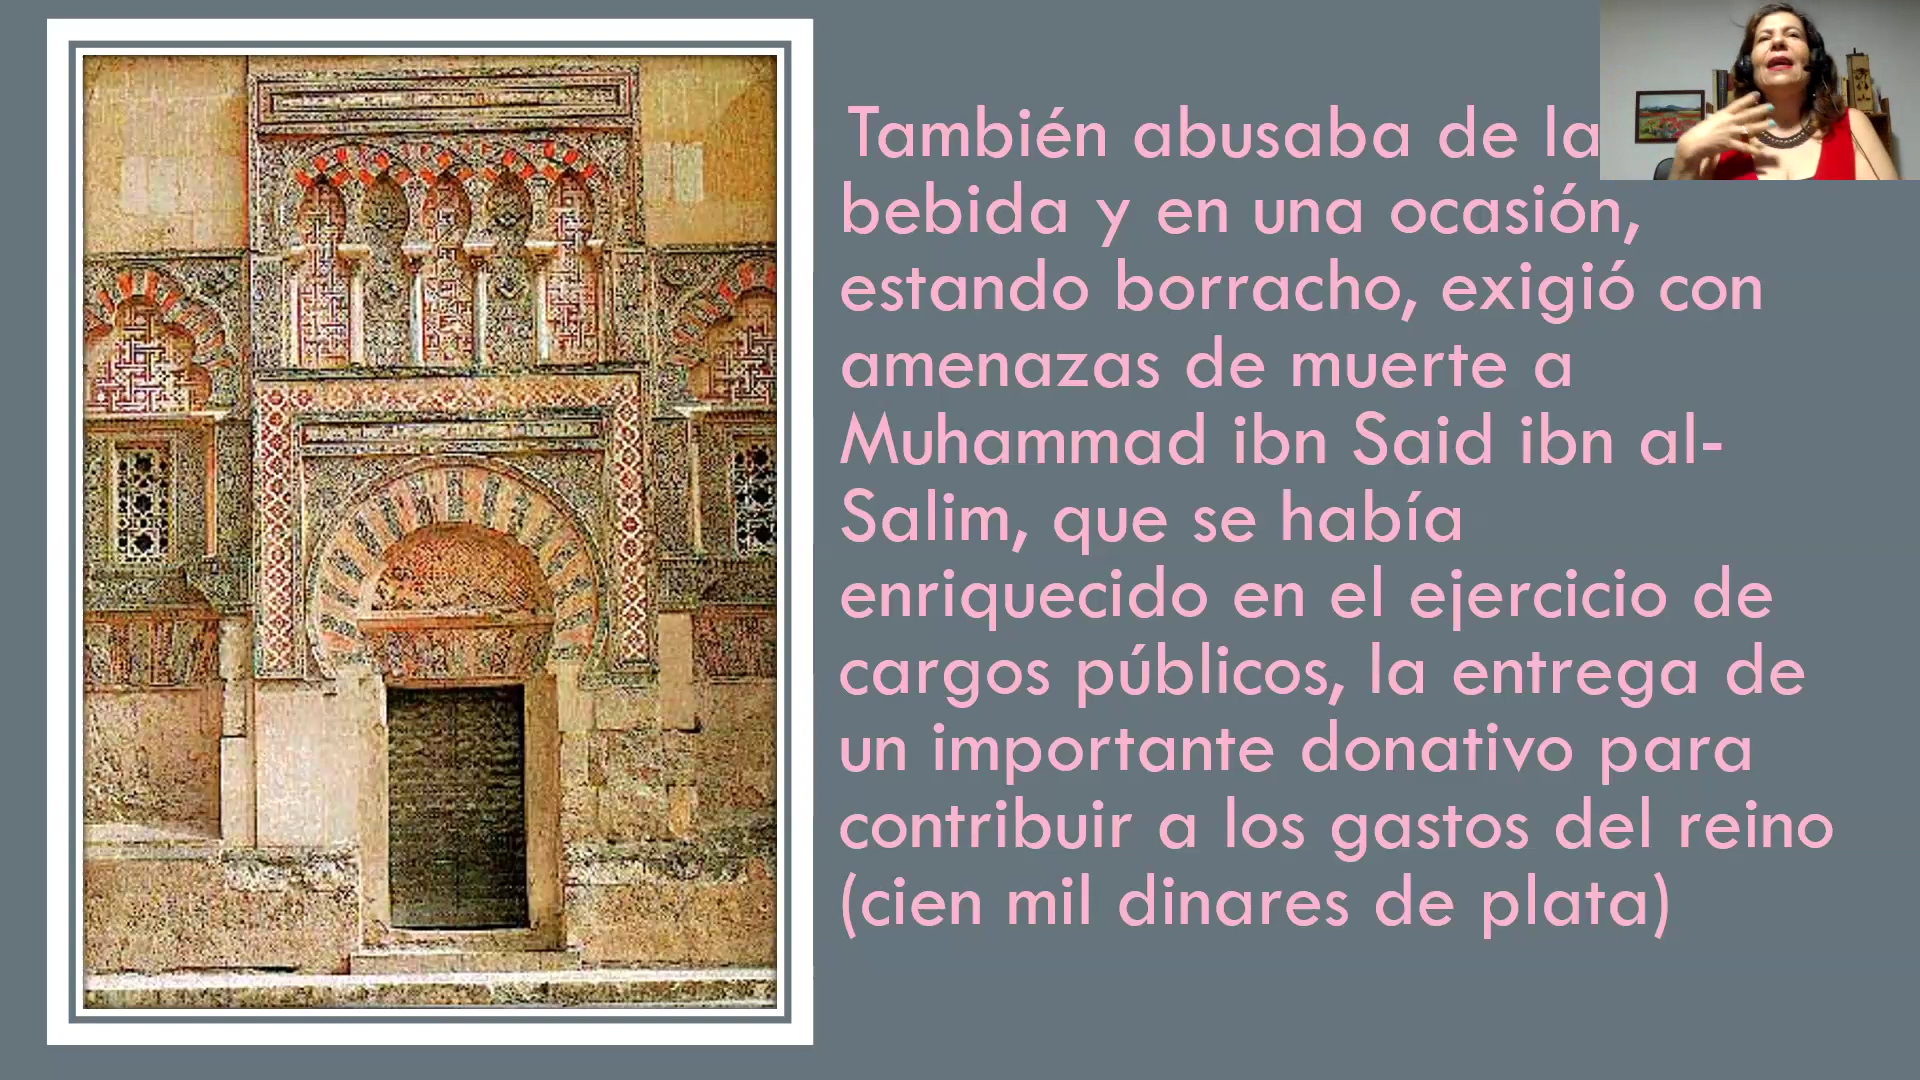 También abusaba de la
bebida y en una ocasión,
estando borracho, exigió con
amenazas de muerte a
Muhammad ibn Said ibn al-
Salim, que se había
enriquecido en el ejercicio de
cargos públicos, la entrega de
un importante donativo para
contribuir a los gastos del reino
(cien mil dinares de plata)